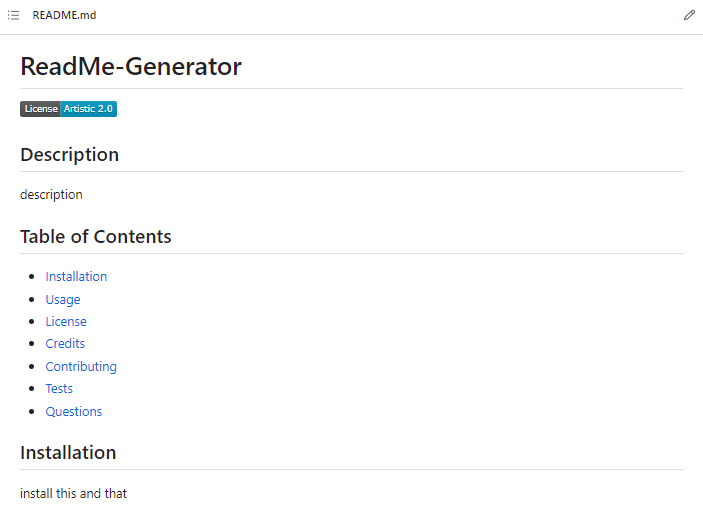 README.md
ReadMe-Generator
License Artistic 2.0
Description
description
Table of Contents
Installation
Usage
License
Credits
Contributing
Tests
Questions
Installation
install this and that